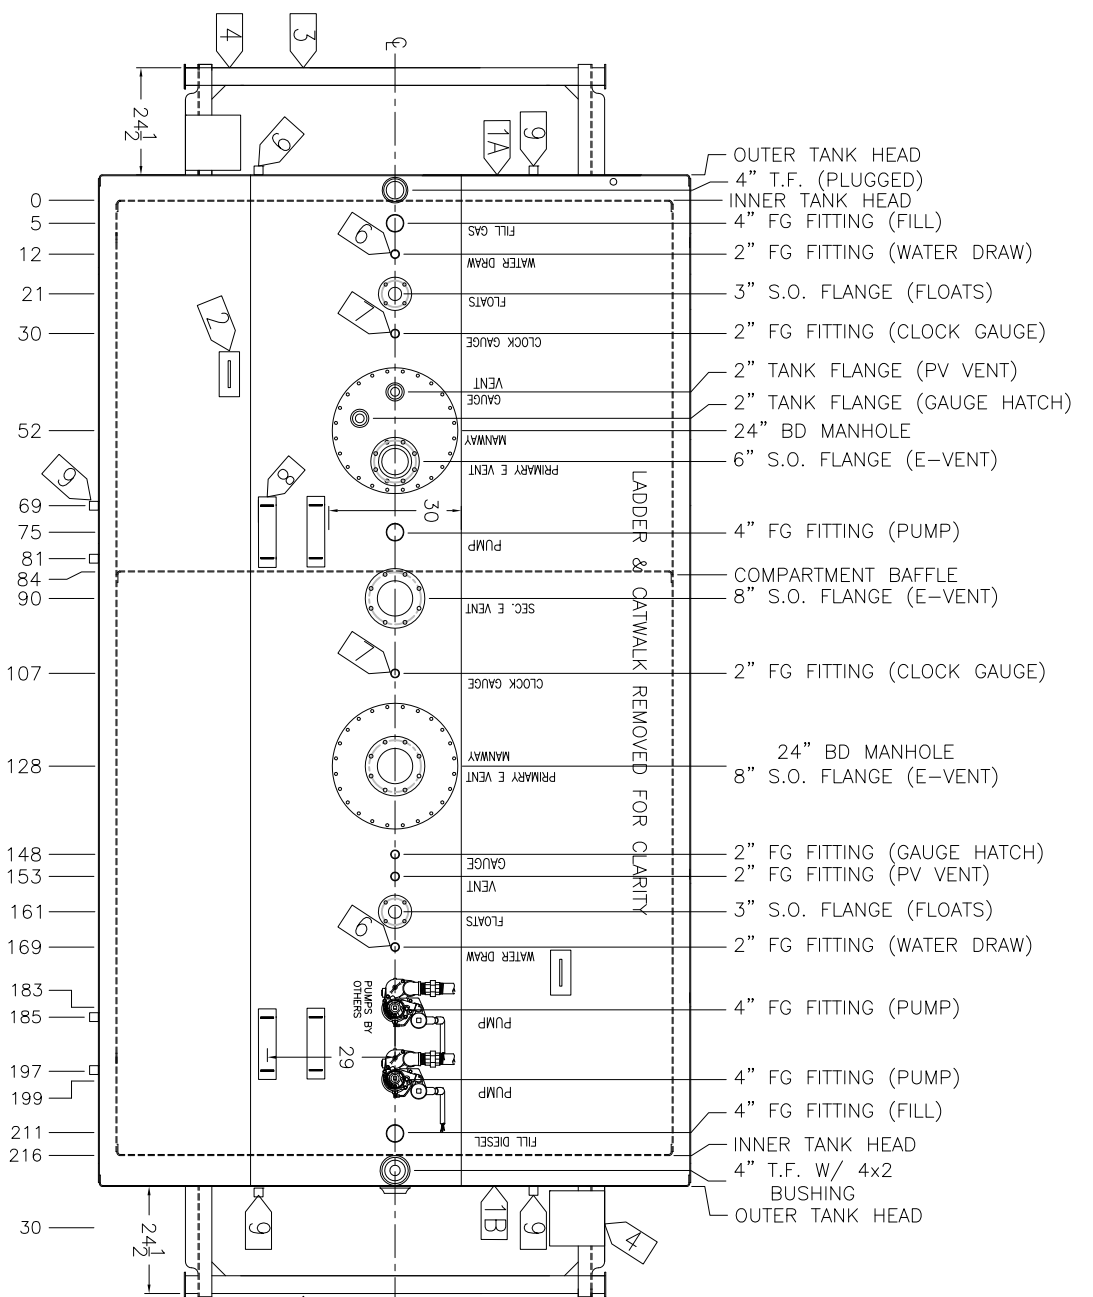 4
3
CL
24 1/2
9
1A
9
OUTER TANK HEAD
4” T.F. (PLUGGED)
0
INNER TANK HEAD
5
FILL GAS
4” FG FITTING (FILL)
12
6
WATER DRAW
2” FG FITTING (WATER DRAW)
21
FLOATS
3” S.O. FLANGE (FLOATS)
30
2
7
CLOCK GAUGE
2” FG FITTING (CLOCK GAUGE)
VENT
2” TANK FLANGE (PV VENT)
GAUGE
2” TANK FLANGE (GAUGE HATCH)
52
MANWAY
24” BD MANHOLE
PRIMARY E VENT
6” S.O. FLANGE (E-VENT)
9
8
LADDER & CATWALK REMOVED FOR CLARITY
69
30
75
PUMP
4” FG FITTING (PUMP)
81
84
COMPARTMENT BAFFLE
90
SEC. E VENT
8” S.O. FLANGE (E-VENT)
107
7
CLOCK GAUGE
2” FG FITTING (CLOCK GAUGE)
MANWAY
24” BD MANHOLE
128
PRIMARY E VENT
8” S.O. FLANGE (E-VENT)
148
GAUGE
2” FG FITTING (GAUGE HATCH)
153
VENT
2” FG FITTING (PV VENT)
161
FLOATS
3” S.O. FLANGE (FLOATS)
169
6
WATER DRAW
2” FG FITTING (WATER DRAW)
183
PUMPS BY
OTHERS
185
PUMP
4” FG FITTING (PUMP)
29
197
PUMP
4” FG FITTING (PUMP)
199
211
FILL DIESEL
4” FG FITTING (FILL)
216
INNER TANK HEAD
4” T.F. W/ 4x2
BUSHING
OUTER TANK HEAD
30
24 1/2
9
1B
9
4